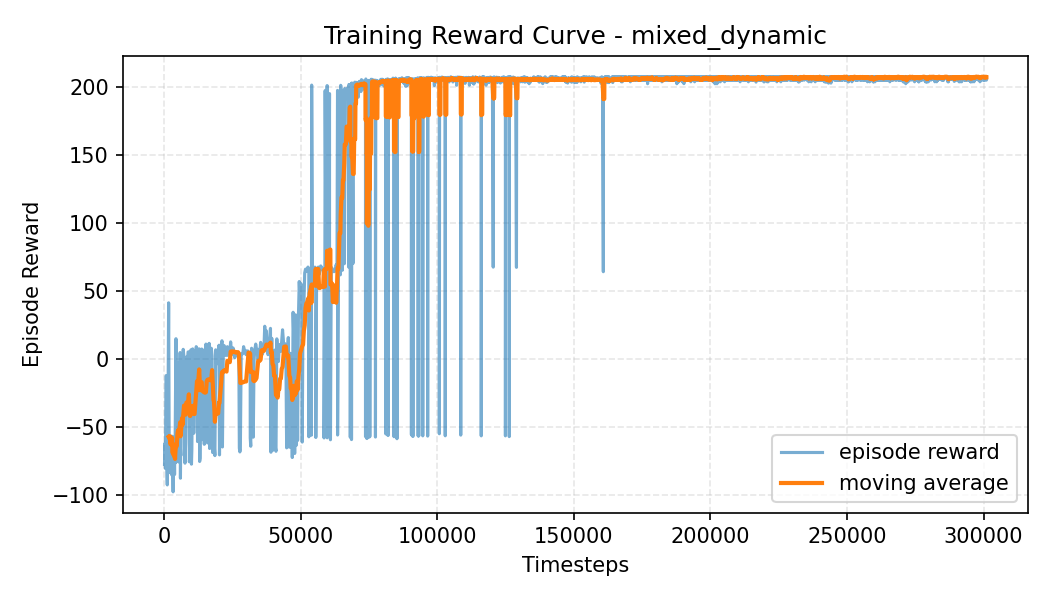 Training Reward Curve - mixed_dynamic
Episode Reward
200
150
100
50
0
−50
−100
0
50000
100000
150000
200000
250000
300000
Timesteps
episode reward
moving average